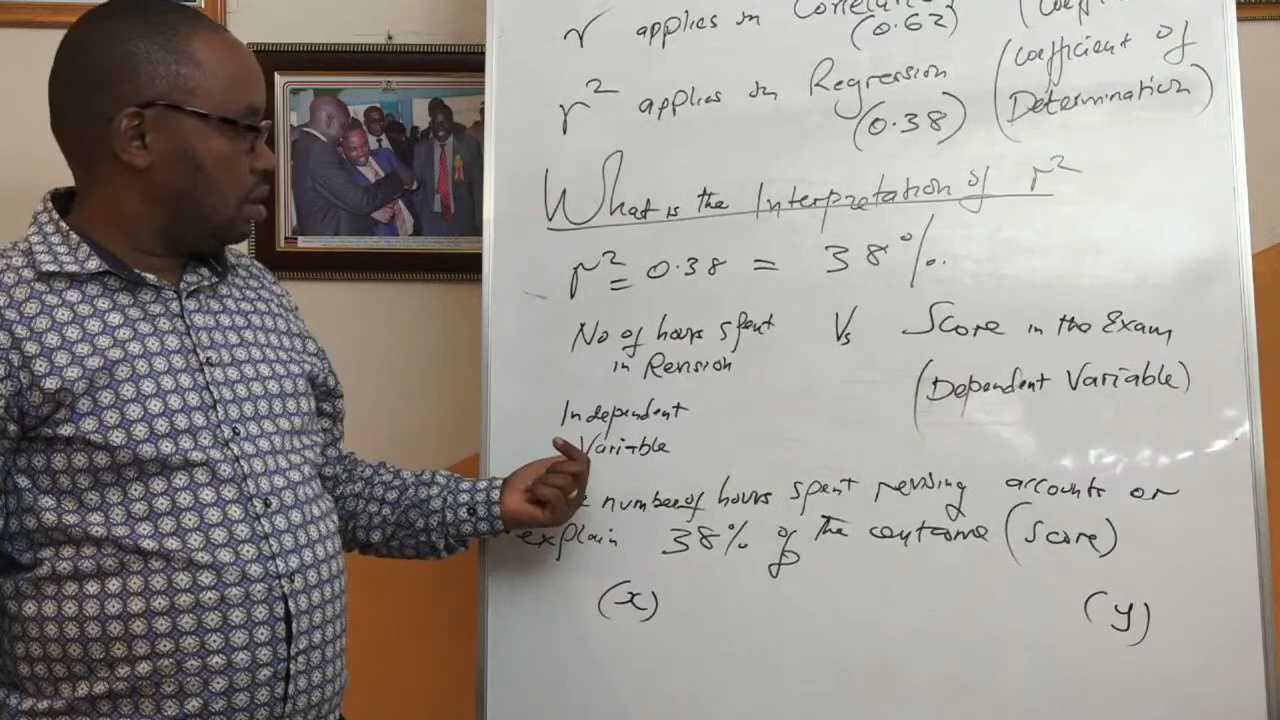 r applies in Correlation
(0.62)
r² applies in Regression (Coefficient of
(0.38) Determination)
What is the Interpretation of r²
r² = 0.38 = 38%.
No of hours spent Vs Score in the Exam
in Revision (Dependent Variable)
Independent
Variable
number of hours spent revising accounts or
explain 38% of the outcome (Score)
(x) (y)